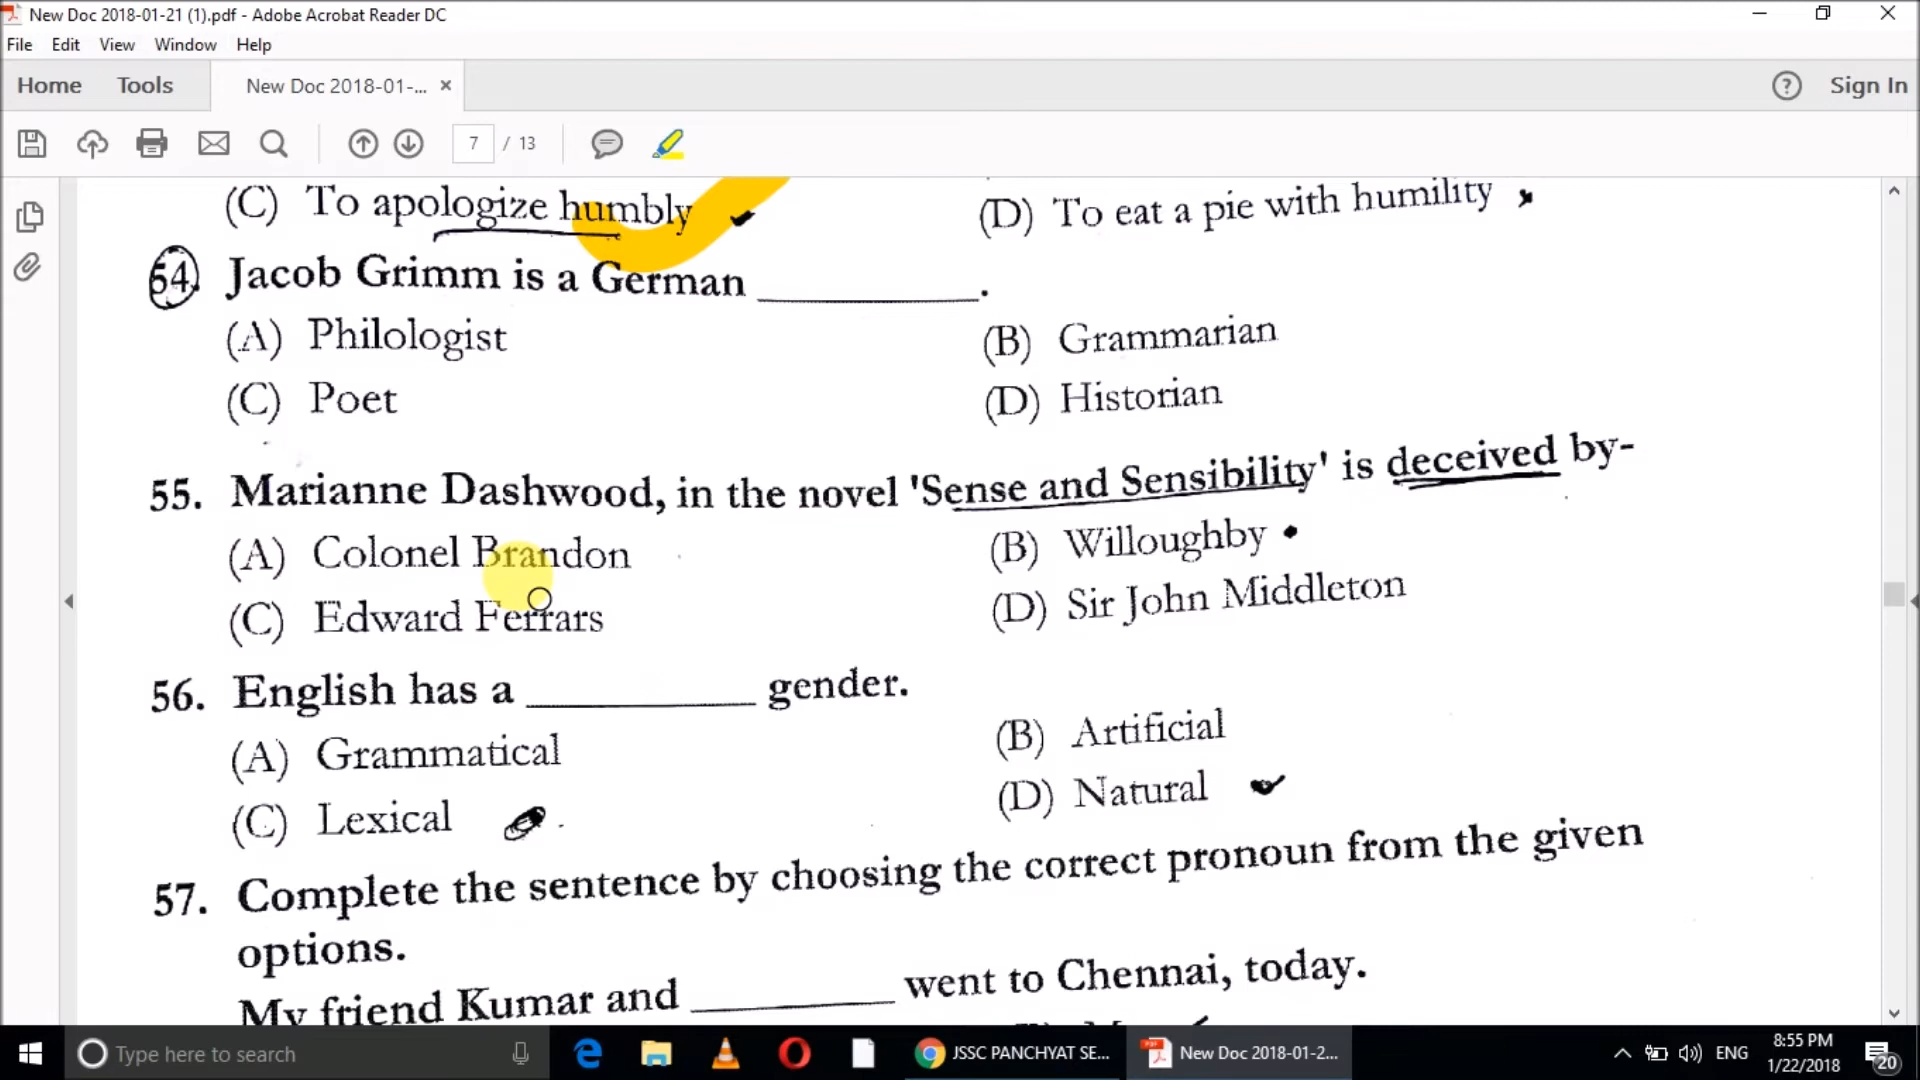 New Doc 2018-01-21 (1).pdf - Adobe Acrobat Reader DC
File Edit View Window Help
Home Tools New Doc 2018-01-... × Sign In
7 / 13
(C) To apologize humbly (D) To eat a pie with humility
54. Jacob Grimm is a German __________.
(A) Philologist (B) Grammarian
(C) Poet (D) Historian
55. Marianne Dashwood, in the novel 'Sense and Sensibility' is deceived by-
(A) Colonel Brandon (B) Willoughby
(C) Edward Ferrars (D) Sir John Middleton
56. English has a __________ gender.
(A) Grammatical (B) Artificial
(C) Lexical (D) Natural
57. Complete the sentence by choosing the correct pronoun from the given
options.
My friend Kumar and __________ went to Chennai, today.
Type here to search JSSC PANCHYAT SE... New Doc 2018-01-2... ENG 8:55 PM
1/22/2018 20